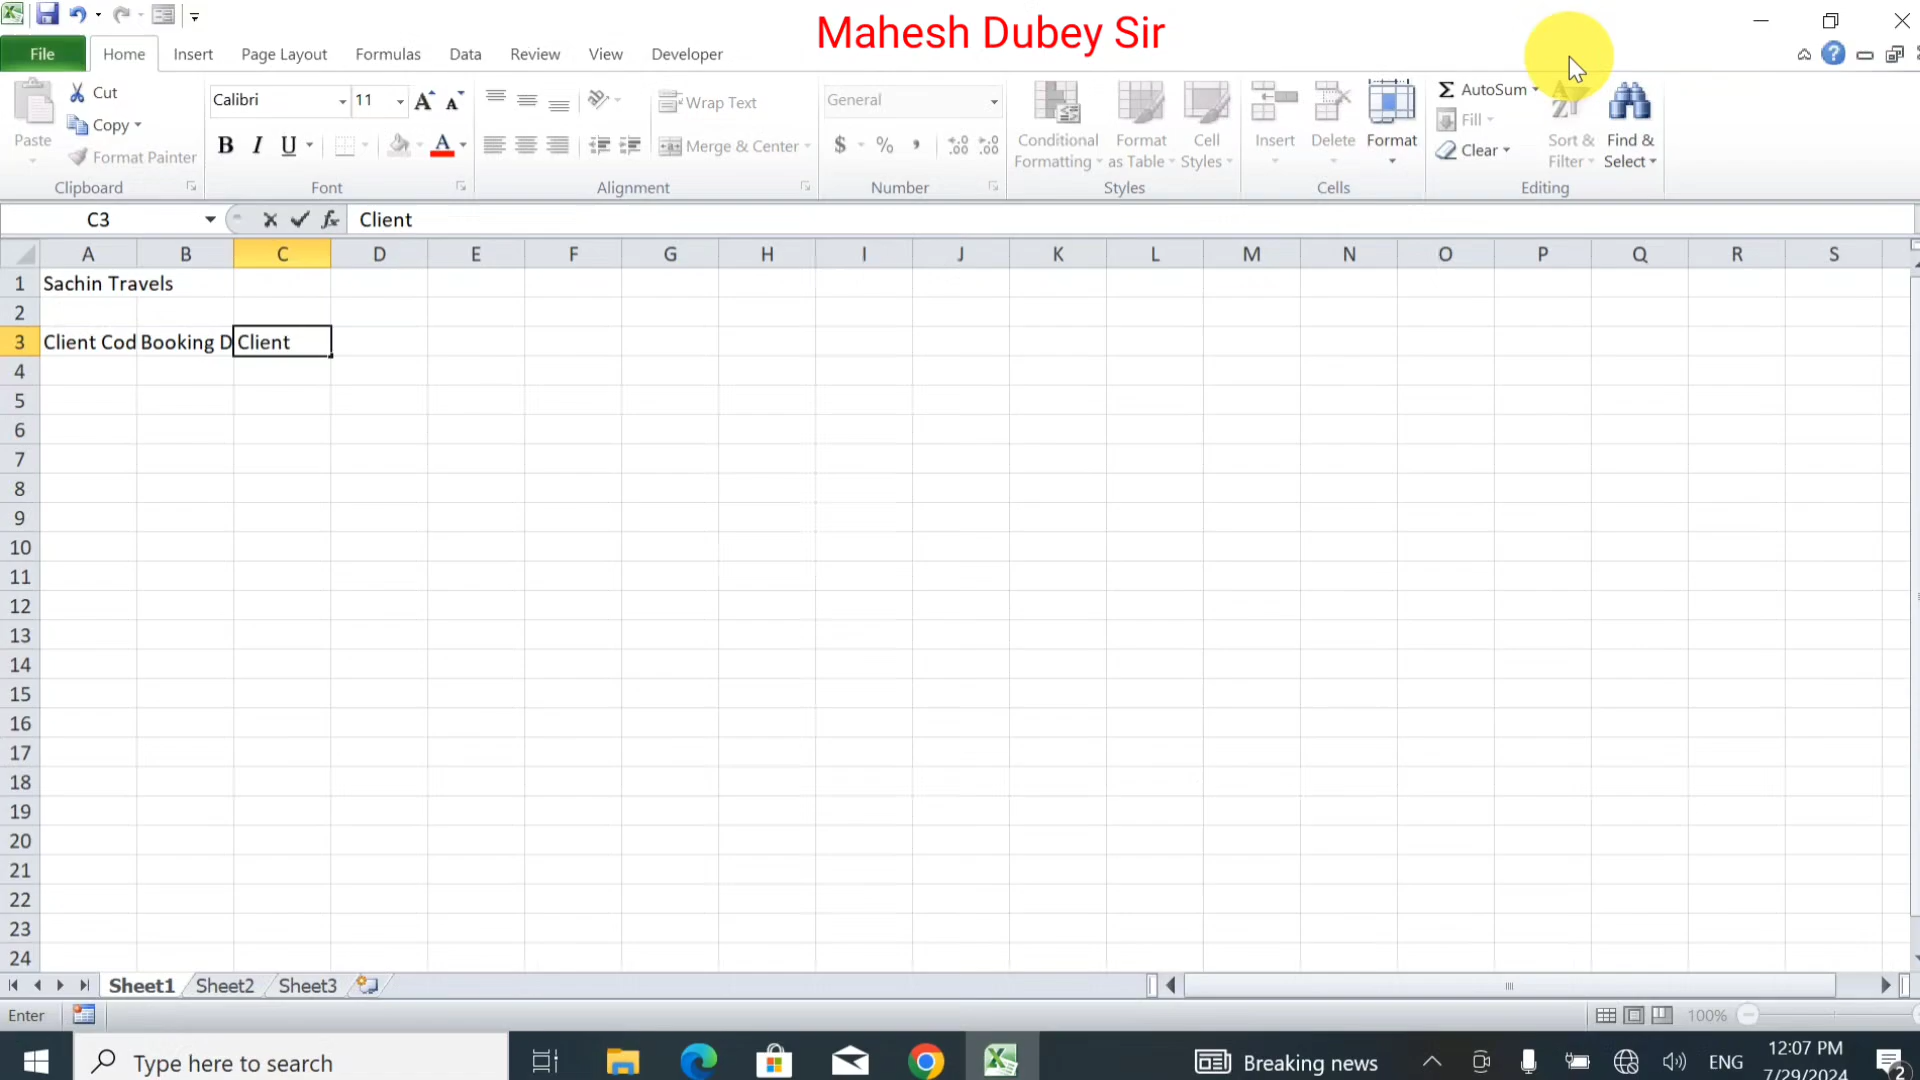 Mahesh Dubey Sir
File Home Insert Page Layout Formulas Data Review View Developer
Paste Cut Copy Format Painter
Clipboard
Calibri 11
B I U A
Font
Wrap Text
Merge & Center
Alignment
General
$ % ,
Number
Conditional Formatting
Format as Table
Cell Styles
Styles
Insert Delete Format
Cells
Σ AutoSum
Fill
Clear
Sort & Filter
Find & Select
Editing
C3 fx Client
A B C D E F G H I J K L M N O P Q R S
1 Sachin Travels
2
3 Client Cod Booking D Client
4
5
6
7
8
9
10
11
12
13
14
15
16
17
18
19
20
21
22
23
24
Sheet1 Sheet2 Sheet3
Enter 100%
Type here to search Breaking news ENG 12:07 PM
7/29/2024 2